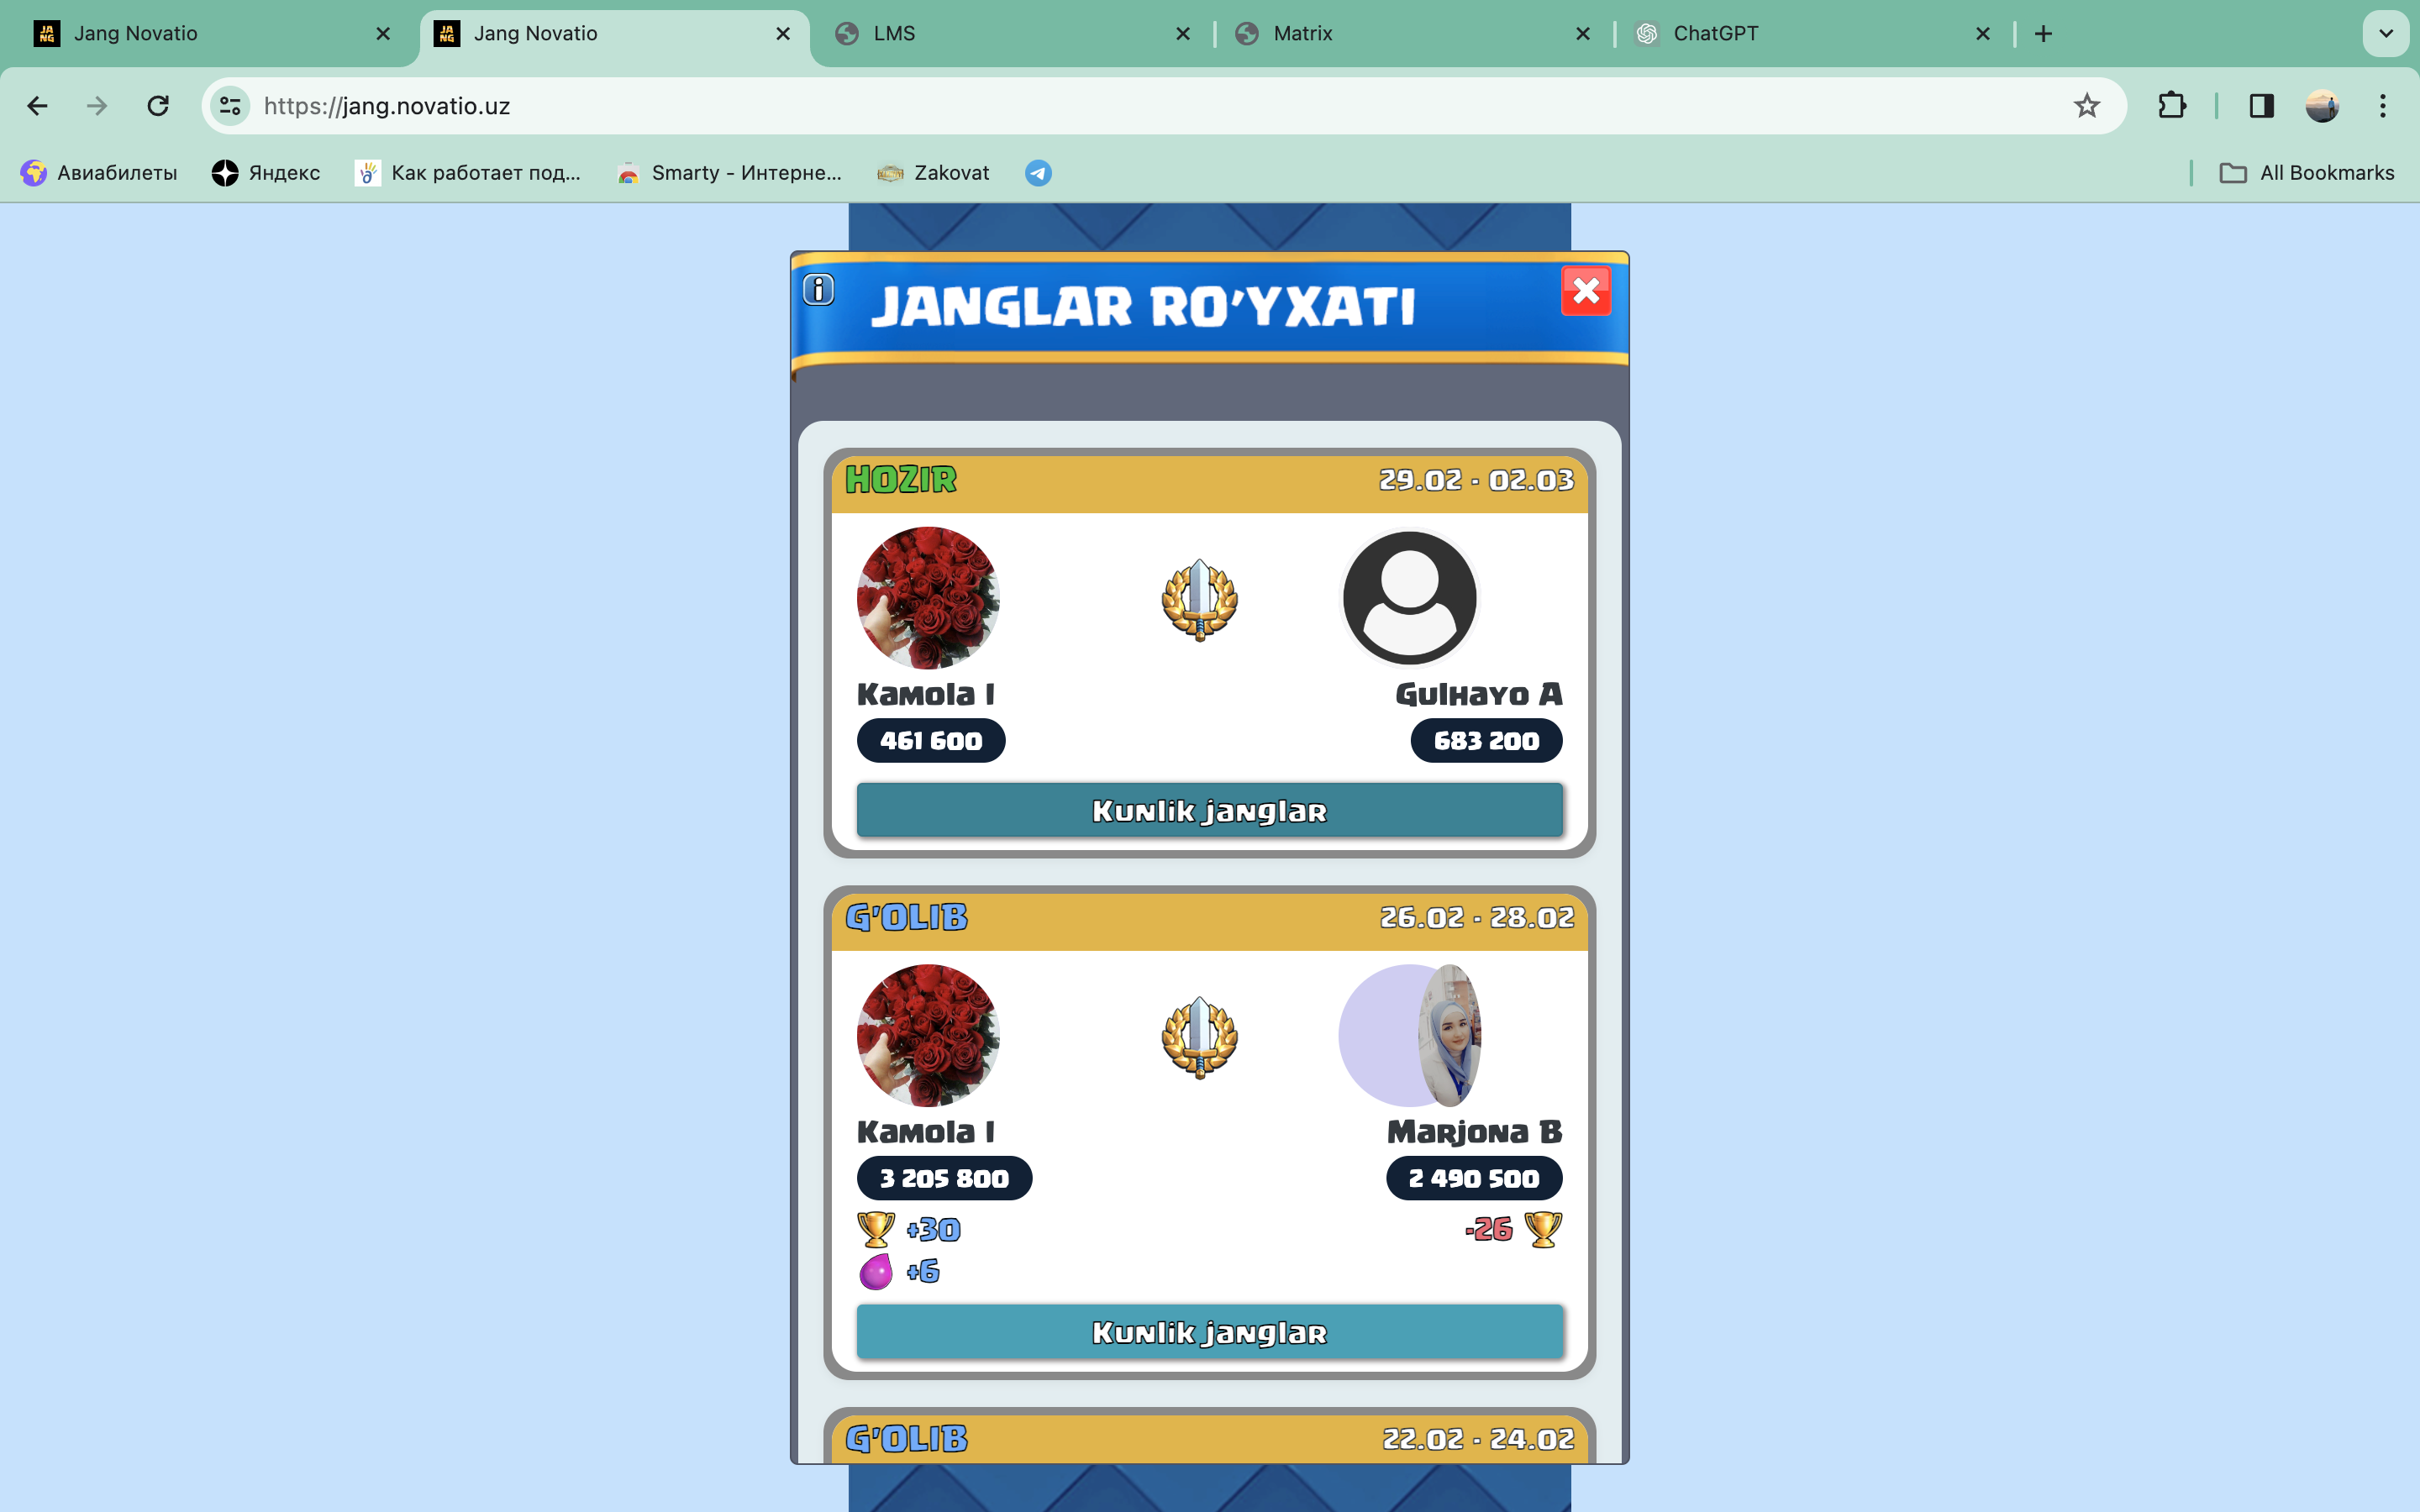 Jang Novatio
Jang Novatio
LMS
Matrix
ChatGPT
https://jang.novatio.uz
Авиабилеты
Яндекс
Как работает под...
Smarty - Интерне...
Zakovat
All Bookmarks
JANGLAR RO'YXATI
HOZIR
29.02 - 02.03
Kamola I
Gulhayo A
461 600
683 200
Kunlik janglar
G'OLIB
26.02 - 28.02
Kamola I
Marjona B
3 205 800
2 490 500
+30
-26
+6
Kunlik janglar
G'OLIB
22.02 - 24.02